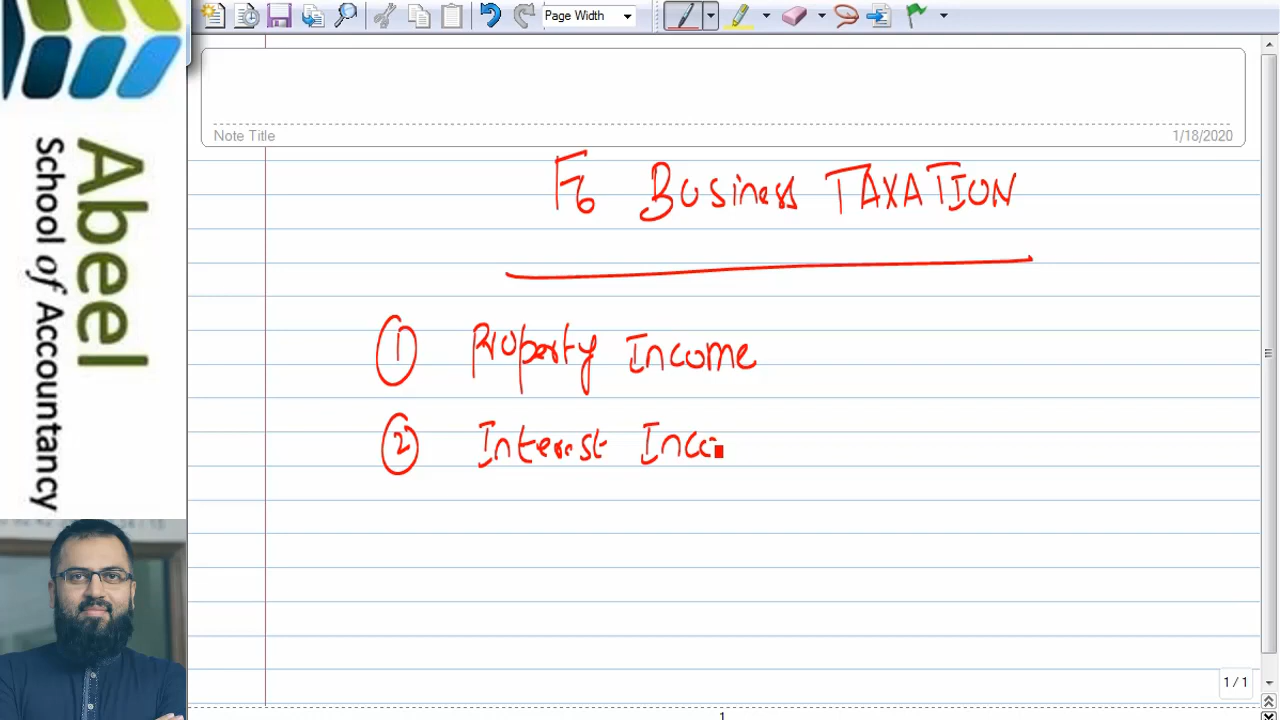 Page Width
Note Title
1/18/2020
F6 Business TAXATION
1 Property Income
2 Interest Inco
Abeel
School of Accountancy
1 / 1
1